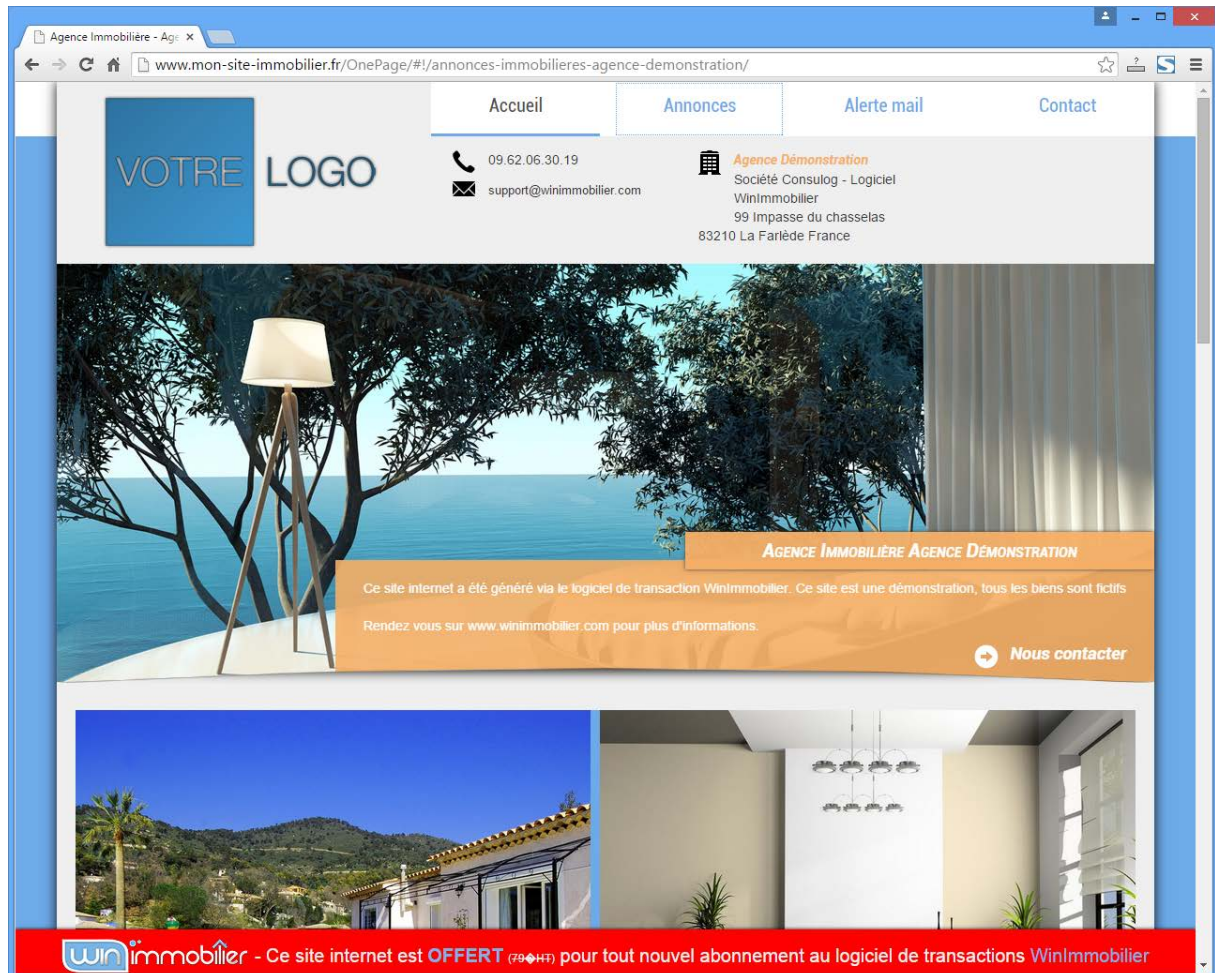 Agence Immobilière - Age
www.mon-site-immobilier.fr/OnePage/#!/annonces-immobilieres-agence-demonstration/
VOTRE LOGO
Accueil
Annonces
Alerte mail
Contact
09.62.06.30.19
support@winimmobilier.com
Agence Démonstration
Société Consulog - Logiciel
WinImmobilier
99 Impasse du chasselas
83210 La Farlède France
Agence Immobilière Agence Démonstration
Ce site internet a été généré via le logiciel de transaction WinImmobilier. Ce site est une démonstration, tous les biens sont fictifs
Rendez vous sur www.winimmobilier.com pour plus d'informations.
Nous contacter
winimmobilier - Ce site internet est OFFERT (79�HT) pour tout nouvel abonnement au logiciel de transactions WinImmobilier